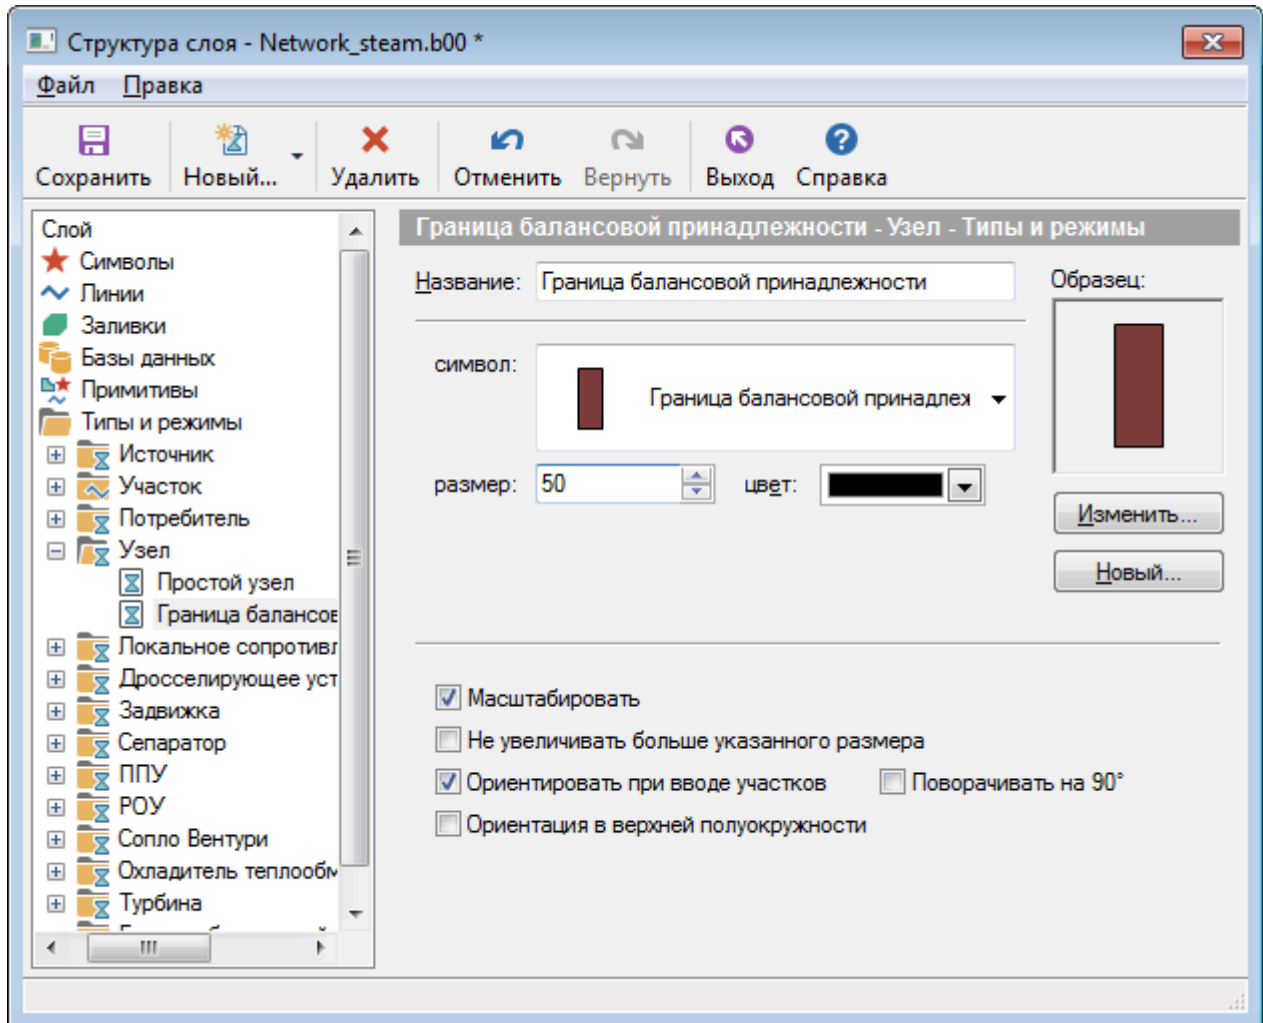 Структура слоя - Network_steam.b00 *
Файл Правка
Сохранить Новый... Удалить Отменить Вернуть Выход Справка
Слой
Символы
Линии
Заливки
Базы данных
Примитивы
Типы и режимы
Источник
Участок
Потребитель
Узел
Простой узел
Граница балансов
Локальное сопротивл
Дросселирующее уст
Задвижка
Сепаратор
ППУ
РОУ
Сопло Вентури
Охладитель теплообм
Турбина
Граница балансовой принадлежности - Узел - Типы и режимы
Название: Граница балансовой принадлежности
Образец:
символ: Граница балансовой принадлеж
размер: 50 цвет:
Изменить...
Новый...
Масштабировать
Не увеличивать больше указанного размера
Ориентировать при вводе участков Поворачивать на 90°
Ориентация в верхней полуокружности